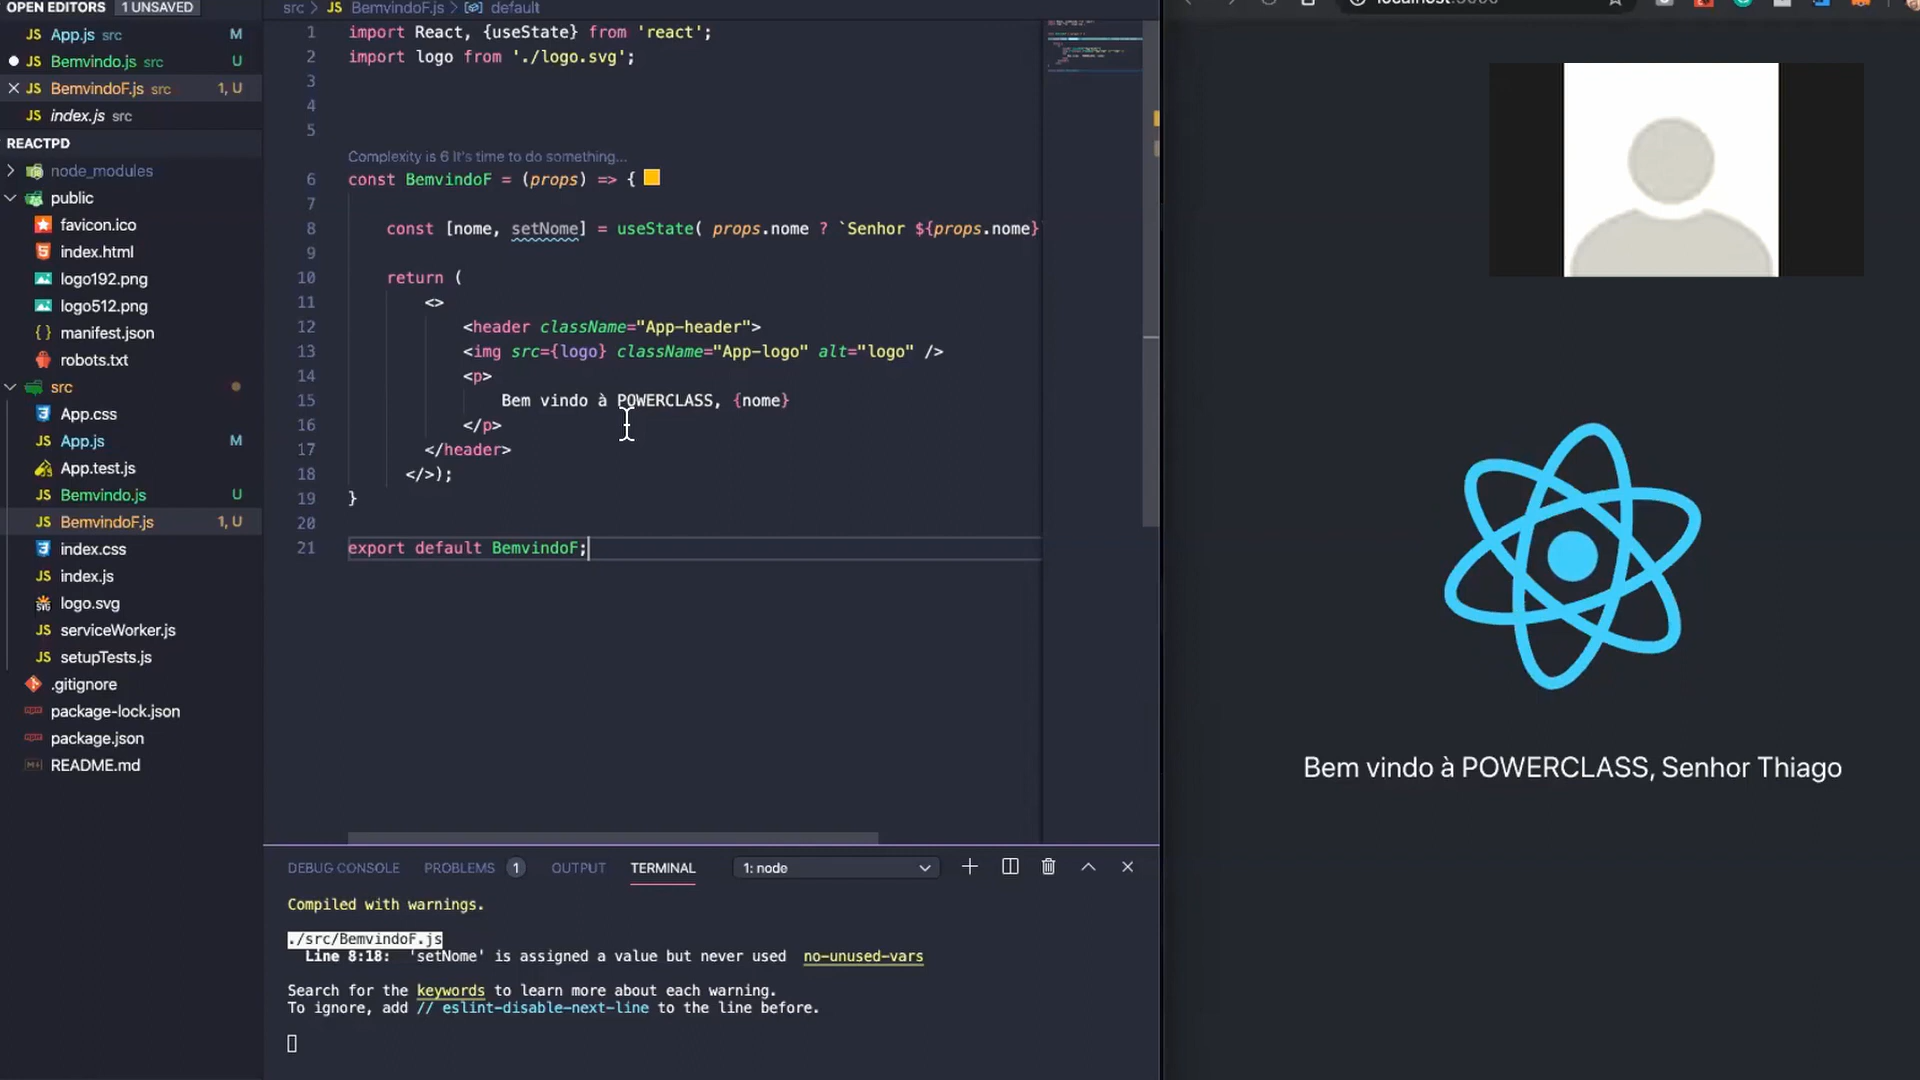 OPEN EDITORS 1 UNSAVED
JS App.js src M
JS Bemvindo.js src U
JS BemvindoF.js src 1, U
JS index.js src
REACTPD
node_modules
public
favicon.ico
index.html
logo192.png
logo512.png
{} manifest.json
robots.txt
src
App.css
JS App.js M
App.test.js
JS Bemvindo.js U
JS BemvindoF.js 1, U
index.css
JS index.js
logo.svg
JS serviceWorker.js
JS setupTests.js
.gitignore
package-lock.json
package.json
README.md
src > JS BemvindoF.js > default
1 import React, {useState} from 'react';
2 import logo from './logo.svg';
3
4
5
Complexity is 6 It's time to do something...
6 const BemvindoF = (props) => {
7
8 const [nome, setNome] = useState( props.nome ? `Senhor ${props.nome}
9
10 return (
11 <>
12 <header className="App-header">
13 <img src={logo} className="App-logo" alt="logo" />
14 <p>
15 Bem vindo à POWERCLASS, {nome}
16 </p>
17 </header>
18 </>);
19 }
20
21 export default BemvindoF;
DEBUG CONSOLE PROBLEMS 1 OUTPUT TERMINAL 1: node
Compiled with warnings.
./src/BemvindoF.js
Line 8:18: 'setNome' is assigned a value but never used no-unused-vars
Search for the keywords to learn more about each warning.
To ignore, add // eslint-disable-next-line to the line before.
Bem vindo à POWERCLASS, Senhor Thiago